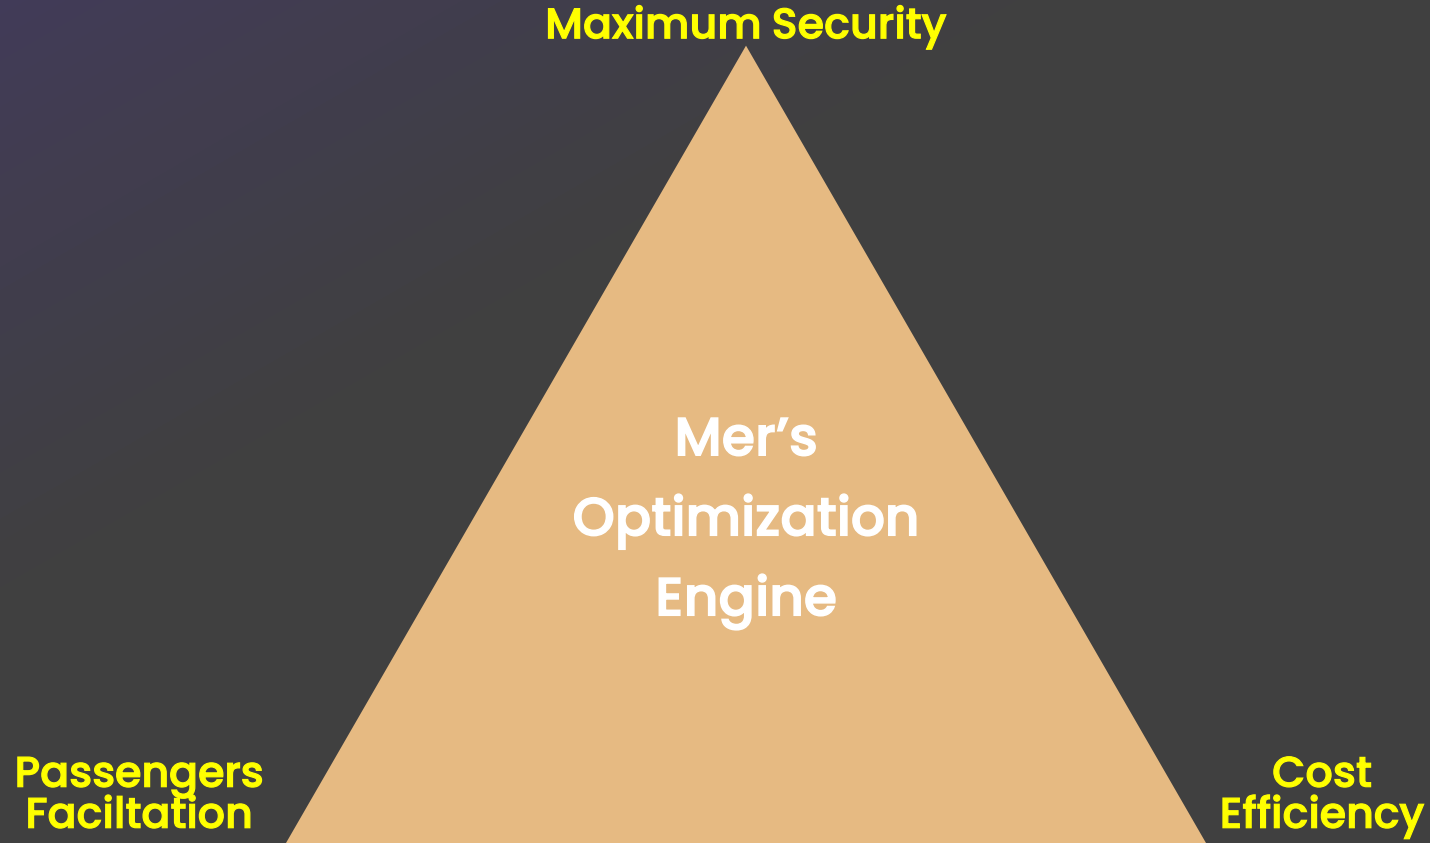 Maximum Security
Mer’s
Optimization
Engine
Passengers
Faciltation
Cost
Efficiency